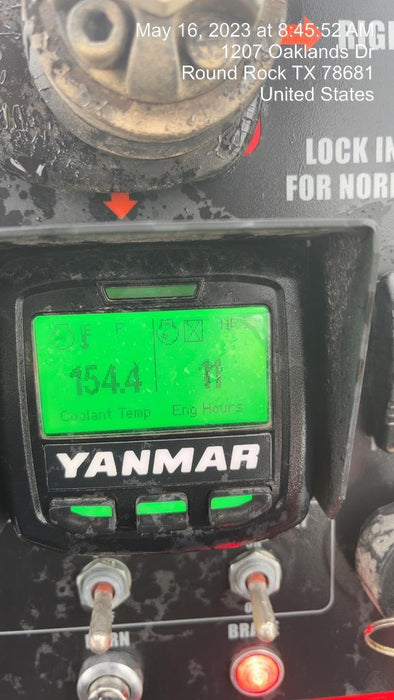 May 16, 2023 at 8:45:52 AM
1207 Oaklands Dr
Round Rock TX 78681
United States
LOCK IN
FOR NOR
154.4
11
Coolant Temp Eng Hours
YANMAR